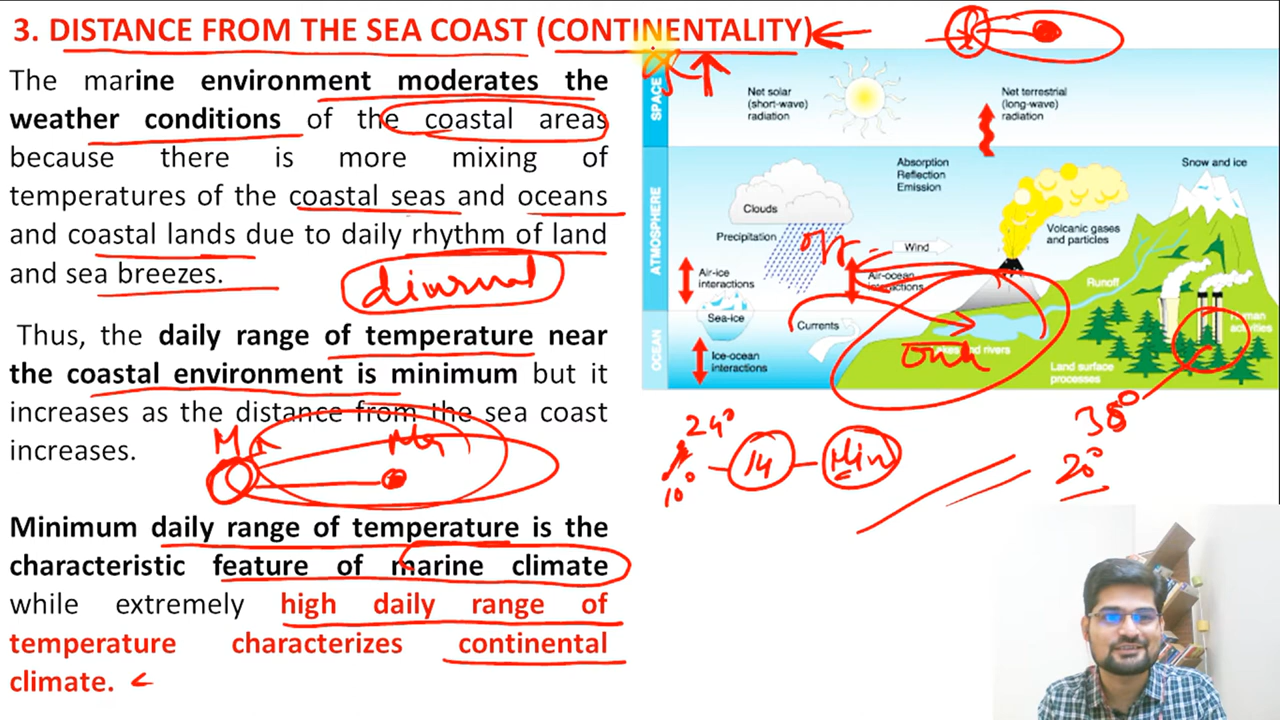 3. DISTANCE FROM THE SEA COAST (CONTINENTALITY)
The marine environment moderates the
weather conditions of the coastal areas
because there is more mixing of
temperatures of the coastal seas and oceans
and coastal lands due to daily rhythm of land
and sea breezes.
diurnal
Thus, the daily range of temperature near
the coastal environment is minimum but it
increases as the distance from the sea coast
increases.
Minimum daily range of temperature is the
characteristic feature of marine climate
while extremely high daily range of
temperature characterizes continental
climate.
SPACE
Net solar
(short-wave)
radiation
Net terrestrial
(long-wave)
radiation
ATMOSPHERE
Absorption
Reflection
Emission
Snow and ice
Clouds
Precipitation
Wind
Volcanic gases
and particles
Air-ice
interactions
Air-ocean
interactions
Runoff
Human
activities
OCEAN
Sea-ice
Currents
and rivers
Ice-ocean
interactions
Land surface
processes
24°
10°
14
Min
38°
20°